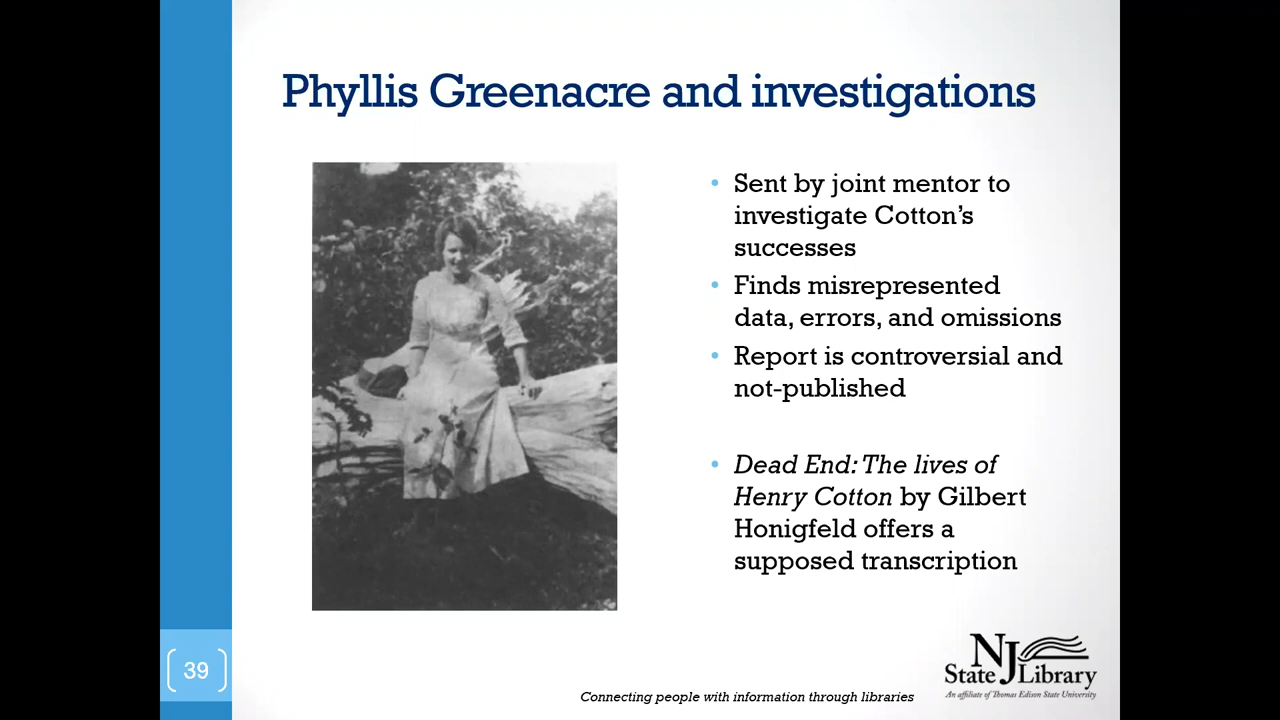 Phyllis Greenacre and investigations
• Sent by joint mentor to
investigate Cotton's
successes
• Finds misrepresented
data, errors, and omissions
• Report is controversial and
not-published
• Dead End: The lives of
Henry Cotton by Gilbert
Honigfeld offers a
supposed transcription
39
Connecting people with information through libraries
NJ
State Library
An affiliate of Thomas Edison State University